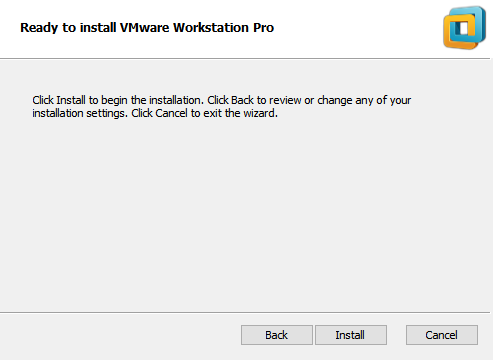 Ready to install VMware Workstation Pro
Click Install to begin the installation. Click Back to review or change any of your
installation settings. Click Cancel to exit the wizard.
Back Install Cancel